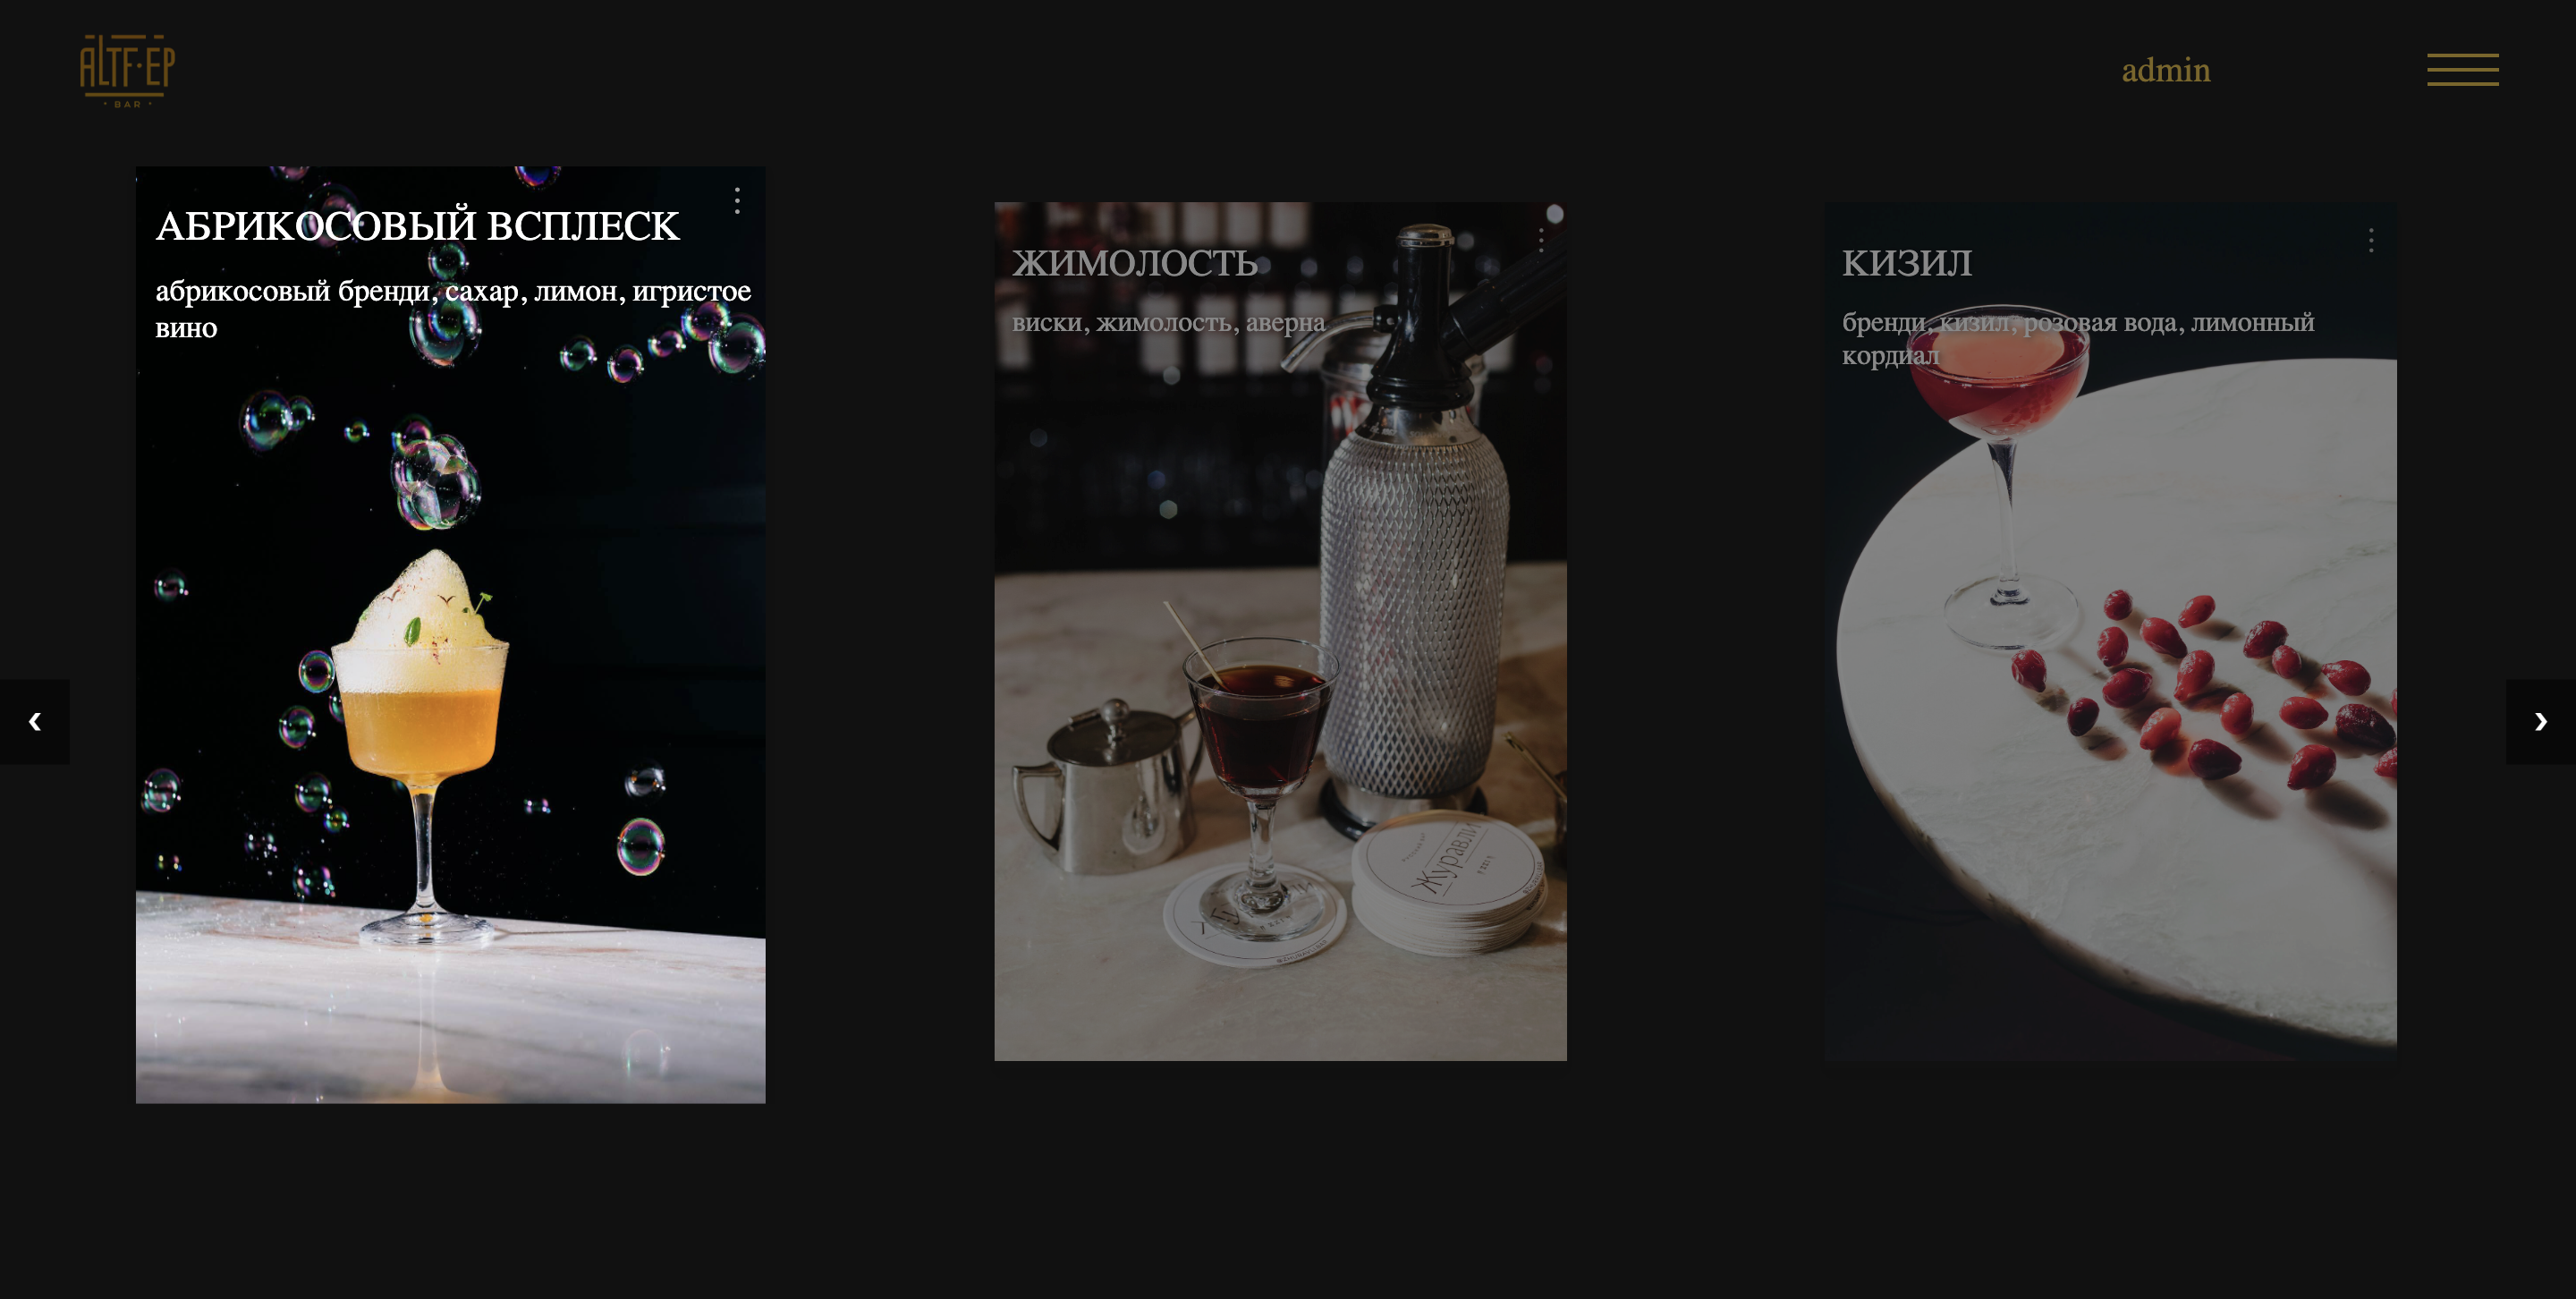 ALTF·EP
• BAR •
admin
АБРИКОСОВЫЙ ВСПЛЕСК
абрикосовый бренди, сахар, лимон, игристое
вино
ЖИМОЛОСТЬ
виски, жимолость, аверна
КИЗИЛ
бренди, кизил, розовая вода, лимонный
кордиал
Журавли